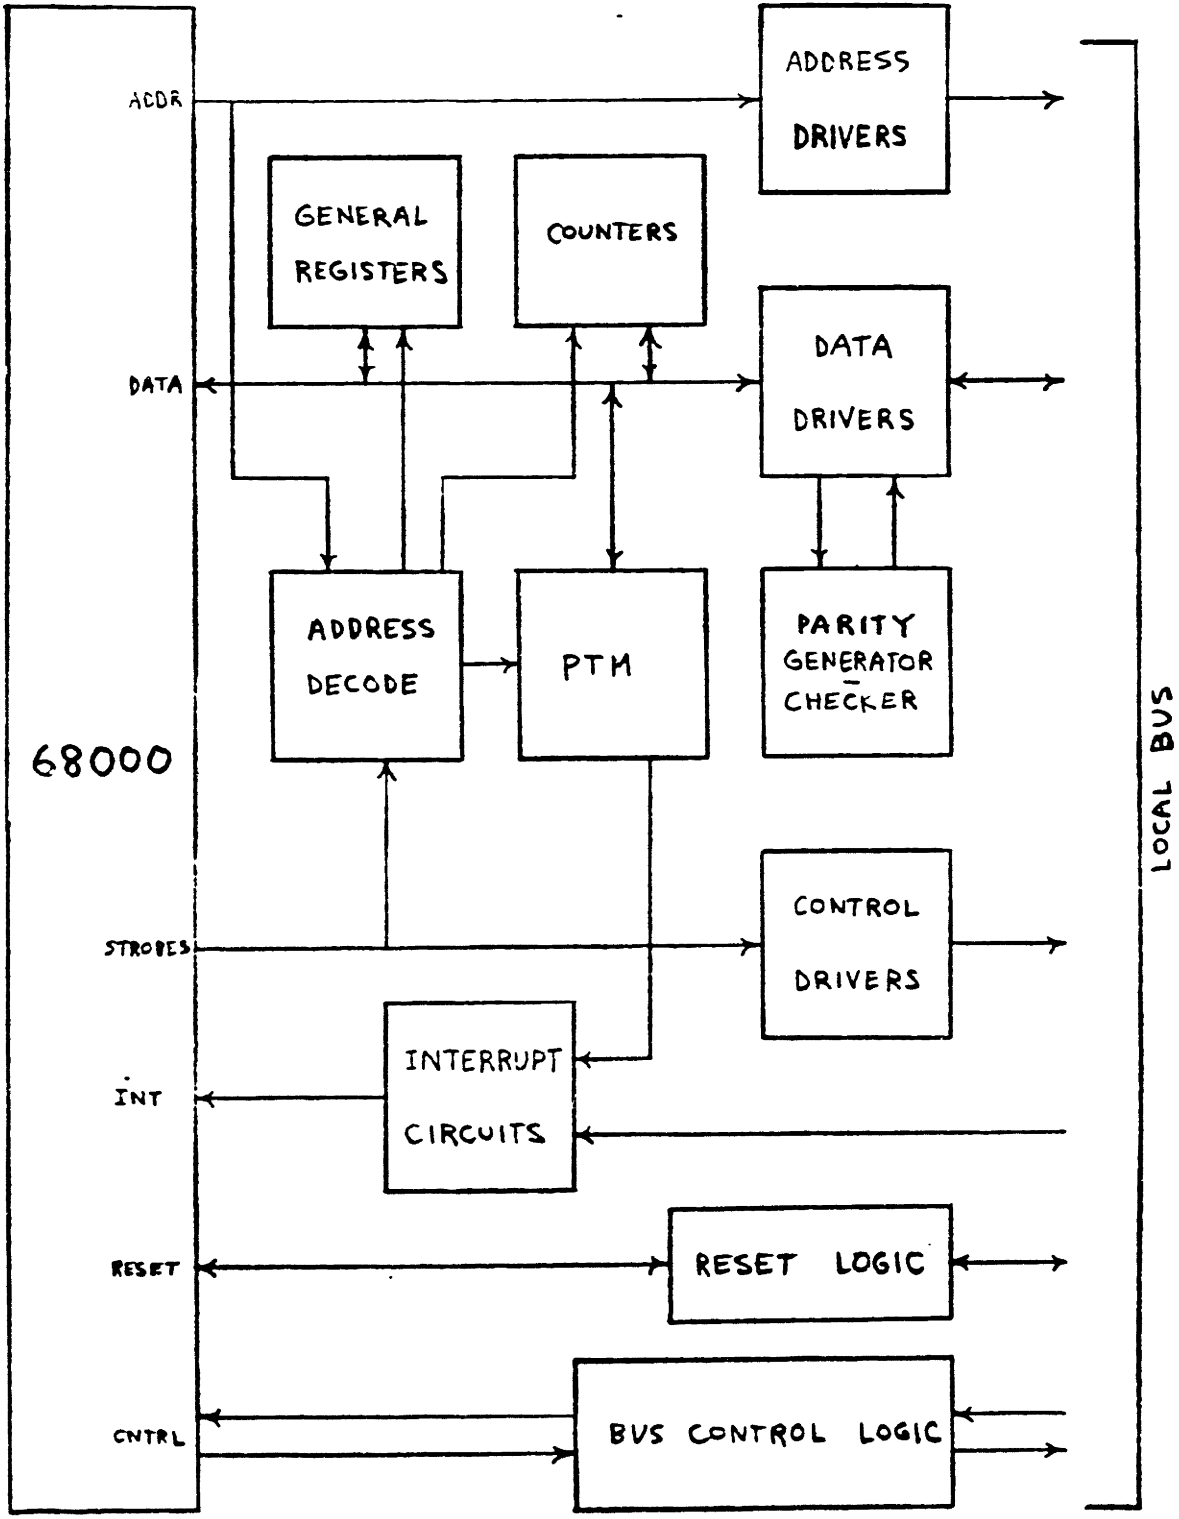 ADDR
ADDRESS
DRIVERS
GENERAL
REGISTERS
COUNTERS
DATA
DATA
DRIVERS
ADDRESS
DECODE
PTM
PARITY
GENERATOR
CHECKER
68000
LOCAL BUS
STROBES
CONTROL
DRIVERS
INTERRUPT
CIRCUITS
INT
RESET
RESET LOGIC
CNTRL
BUS CONTROL LOGIC